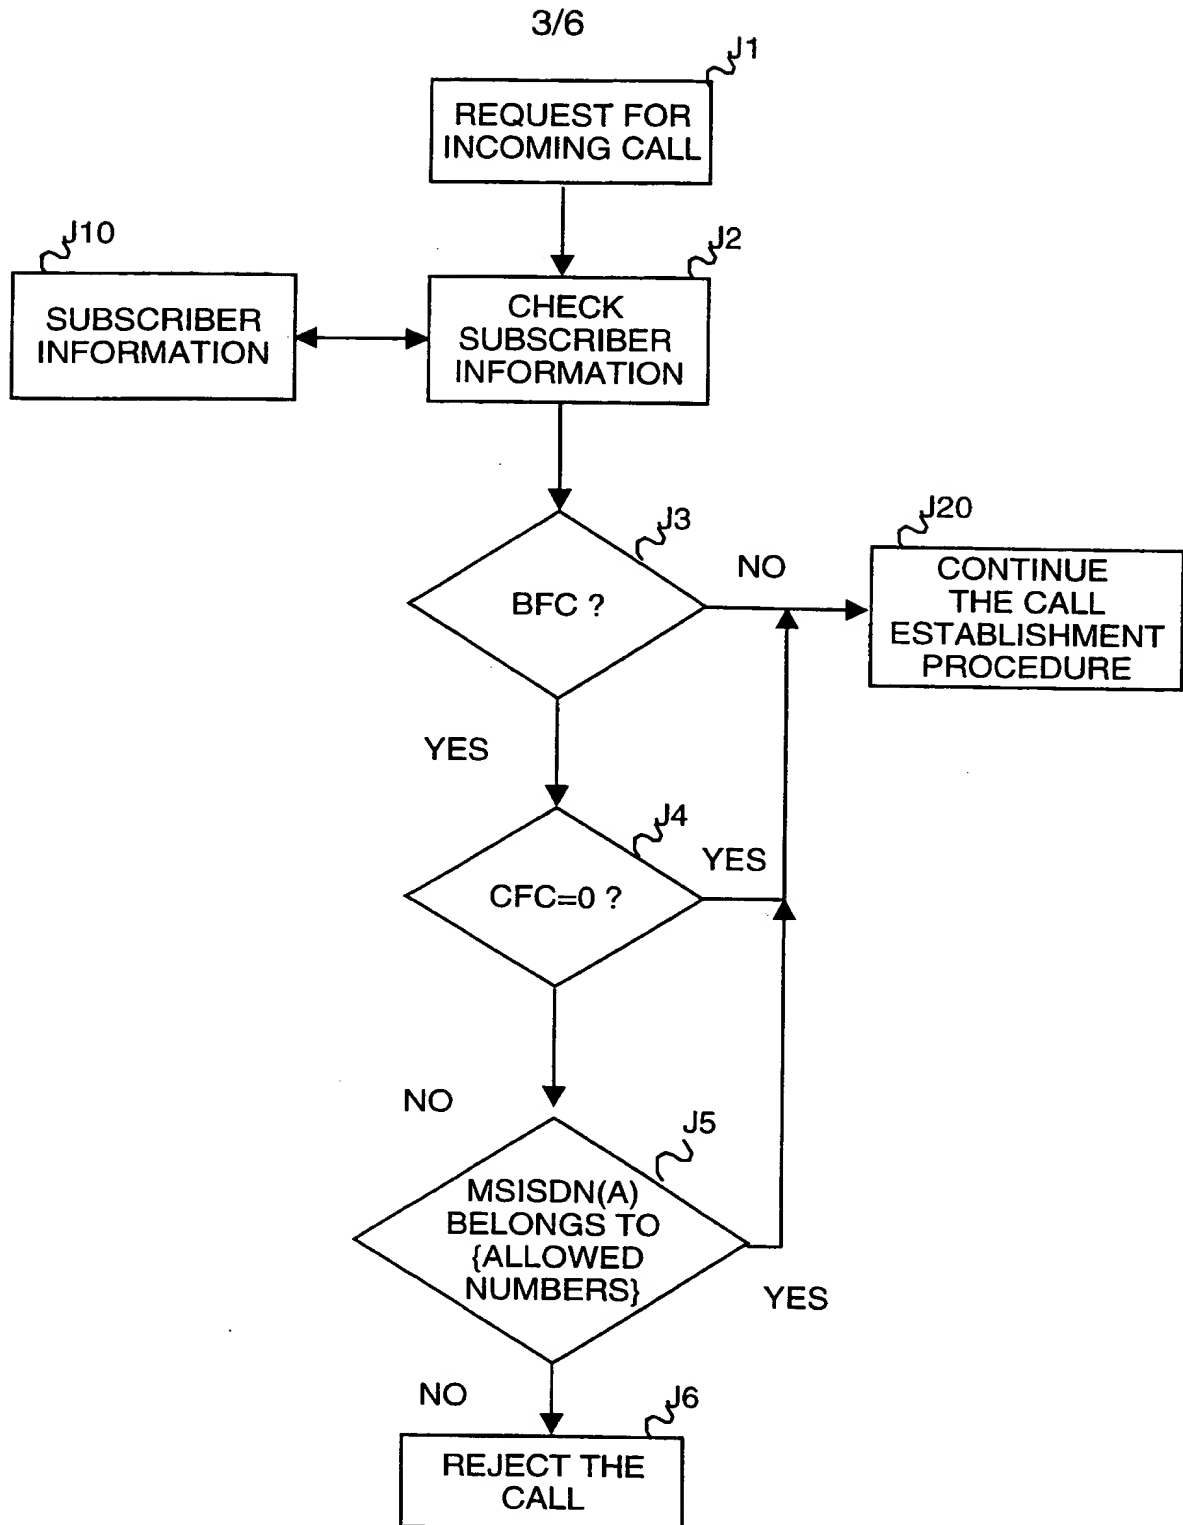 3/6
J1
REQUEST FOR
INCOMING CALL
J10
SUBSCRIBER
INFORMATION
J2
CHECK
SUBSCRIBER
INFORMATION
J3
BFC ?
NO
J20
CONTINUE
THE CALL
ESTABLISHMENT
PROCEDURE
YES
J4
CFC=0 ?
YES
NO
J5
MSISDN(A)
BELONGS TO
{ALLOWED
NUMBERS}
YES
NO
J6
REJECT THE
CALL